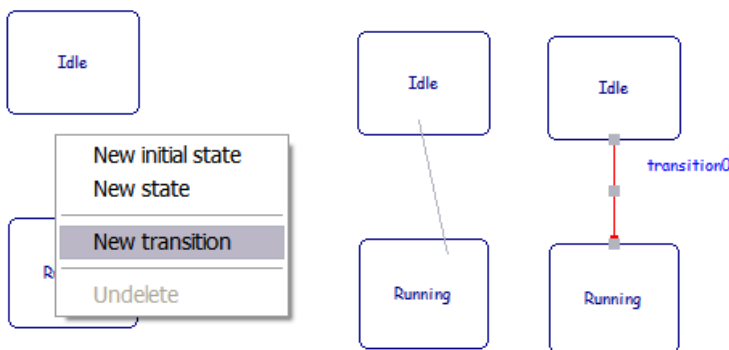 Idle
New initial state
New state
New transition
Undelete
Idle
Running
Idle
transition0
Running